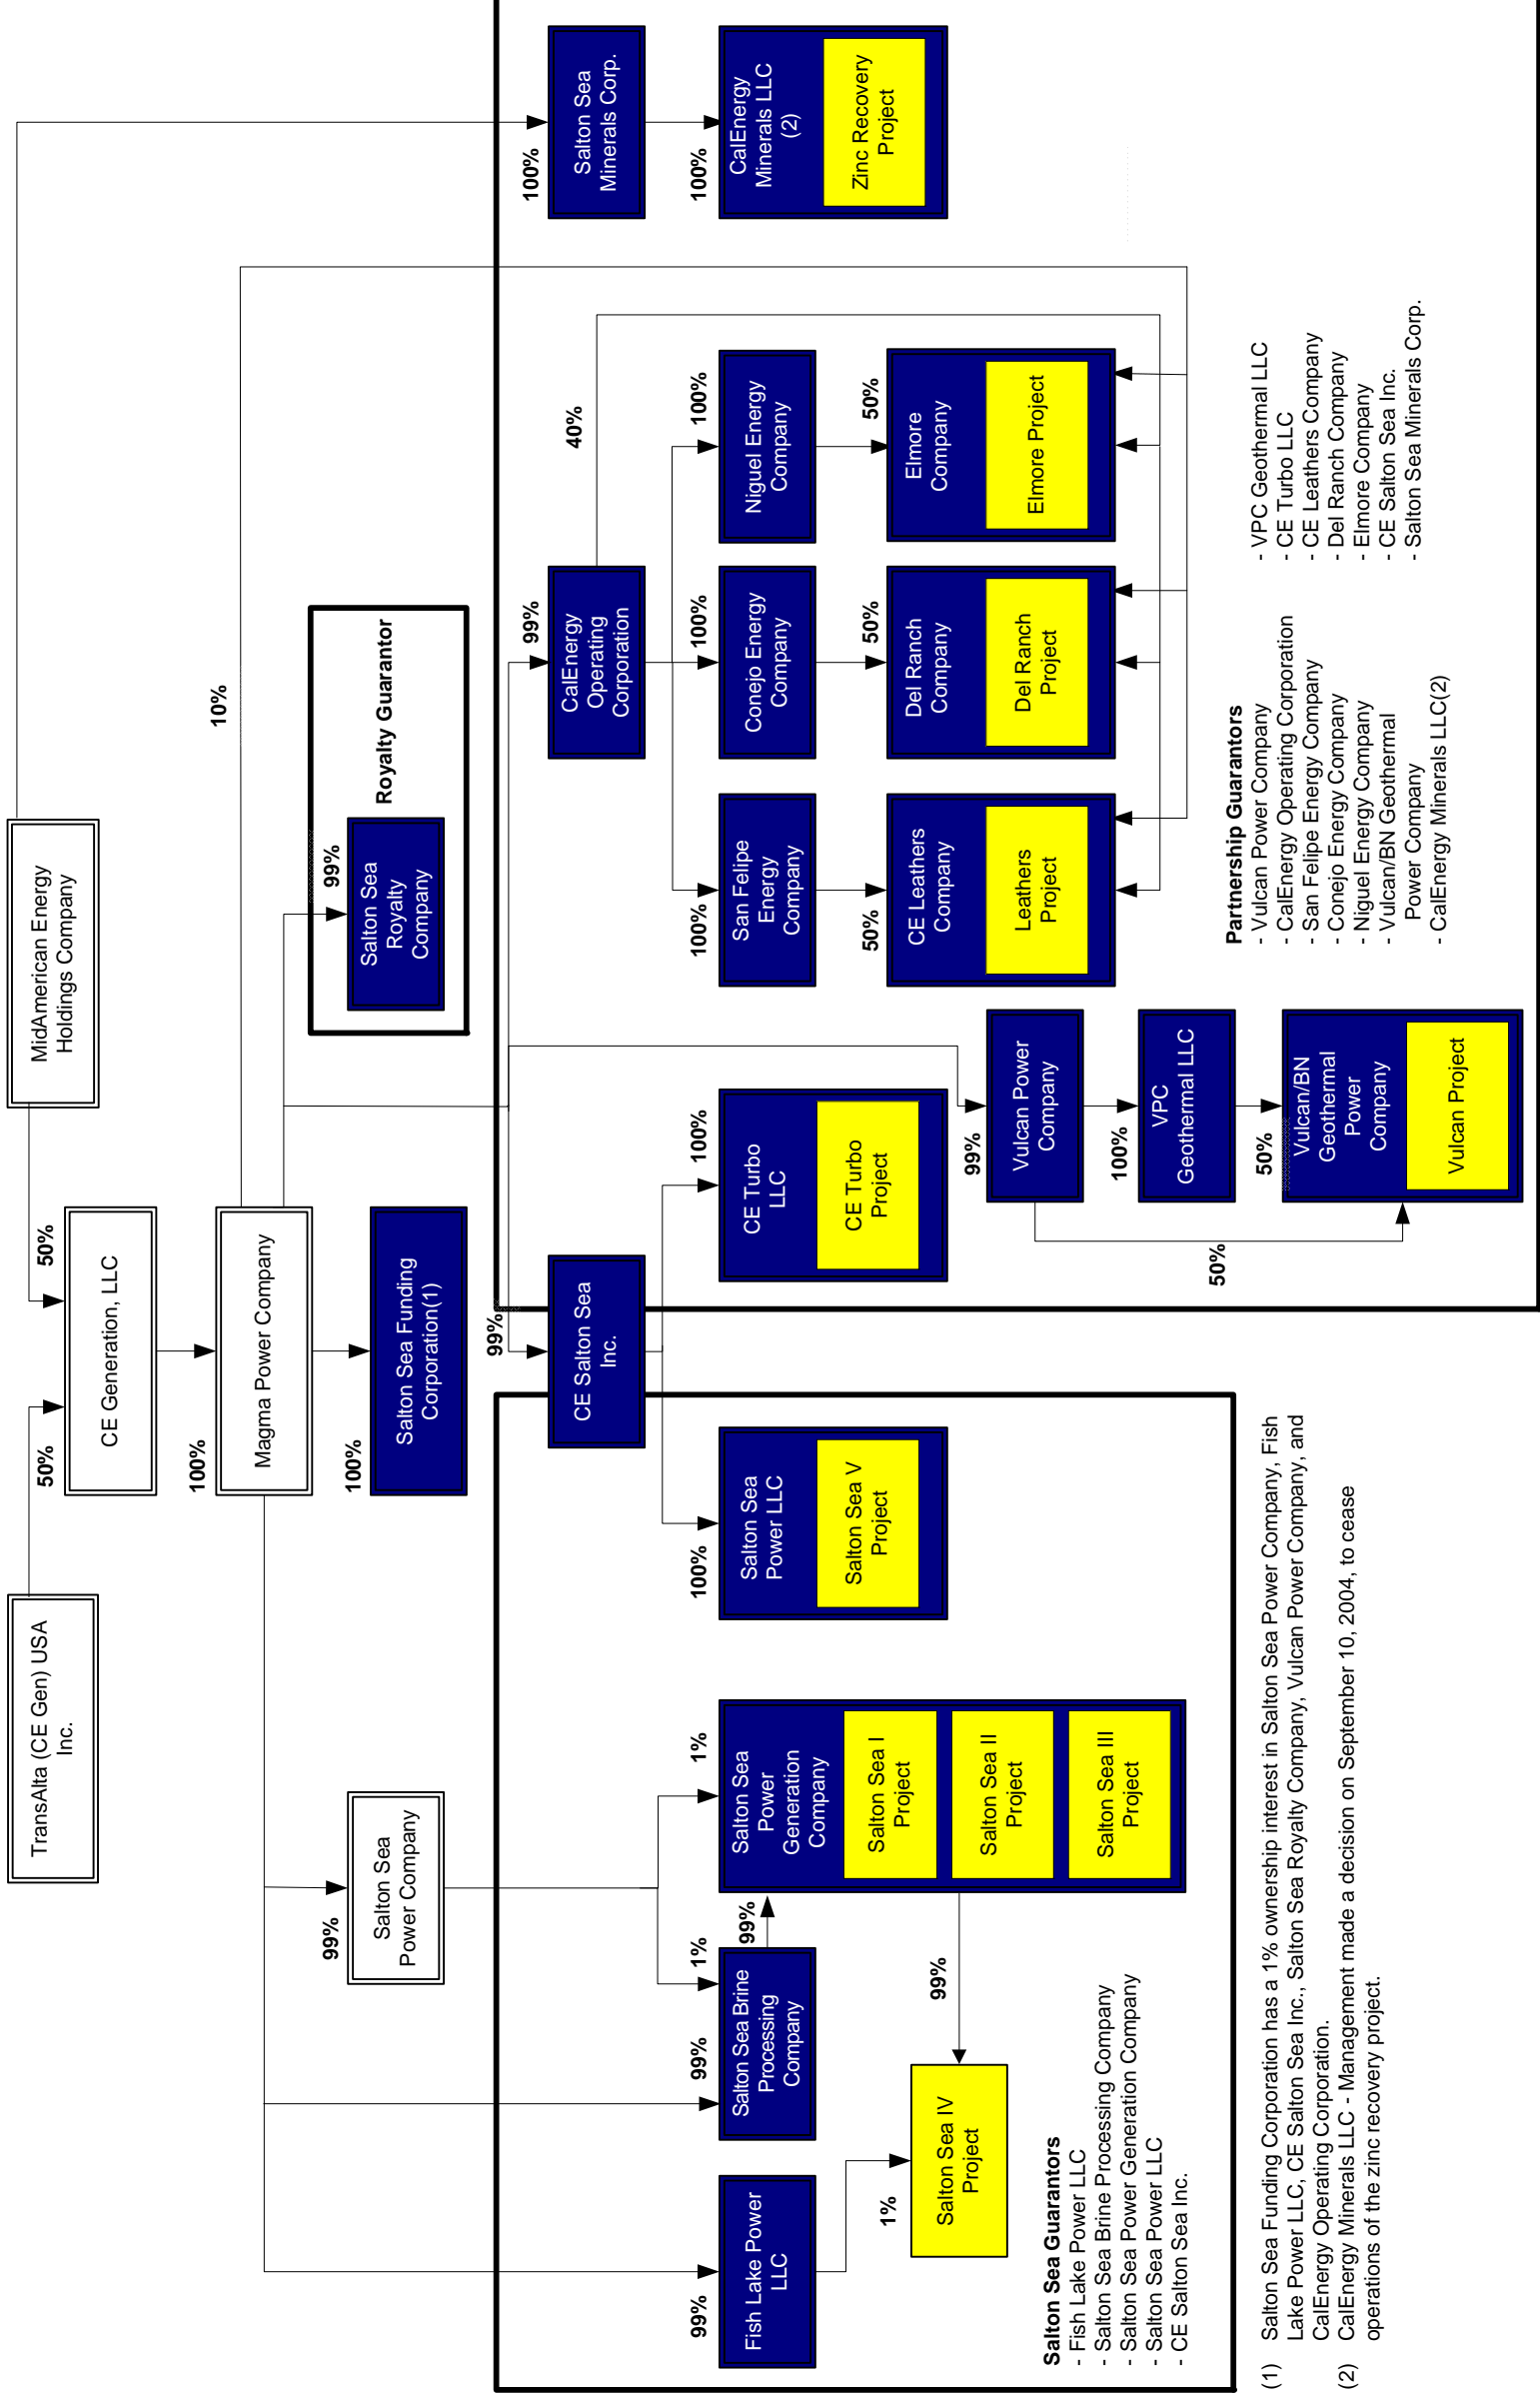 TransAlta (CE Gen) USA
Inc.
MidAmerican Energy
Holdings Company
50%
50%
CE Generation, LLC
100%
Magma Power Company
10%
100%
Salton Sea Funding
Corporation(1)
99%
Salton Sea
Power Company
99%
Salton Sea
Royalty
Company
Royalty Guarantor
99%
CE Salton Sea
Inc.
99%
CalEnergy
Operating
Corporation
40%
100%
Salton Sea
Minerals Corp.
99%
Fish Lake Power
LLC
99%
1%
Salton Sea Brine
Processing
Company
99%
1%
Salton Sea
Power
Generation
Company
Salton Sea I
Project
Salton Sea II
Project
Salton Sea III
Project
99%
1%
Salton Sea IV
Project
100%
Salton Sea
Power LLC
Salton Sea V
Project
100%
CE Turbo
LLC
CE Turbo
Project
100%
San Felipe
Energy
Company
100%
Conejo Energy
Company
100%
Niguel Energy
Company
100%
CalEnergy
Minerals LLC
(2)
Zinc Recovery
Project
50%
CE Leathers
Company
Leathers
Project
50%
Del Ranch
Company
Del Ranch
Project
50%
Elmore
Company
Elmore Project
99%
Vulcan Power
Company
100%
VPC
Geothermal LLC
50%
50%
Vulcan/BN
Geothermal
Power
Company
Vulcan Project
Salton Sea Guarantors
- Fish Lake Power LLC
- Salton Sea Brine Processing Company
- Salton Sea Power Generation Company
- Salton Sea Power LLC
- CE Salton Sea Inc.
Partnership Guarantors
- Vulcan Power Company
- CalEnergy Operating Corporation
- San Felipe Energy Company
- Conejo Energy Company
- Niguel Energy Company
- Vulcan/BN Geothermal
Power Company
- CalEnergy Minerals LLC(2)
- VPC Geothermal LLC
- CE Turbo LLC
- CE Leathers Company
- Del Ranch Company
- Elmore Company
- CE Salton Sea Inc.
- Salton Sea Minerals Corp.
(1) Salton Sea Funding Corporation has a 1% ownership interest in Salton Sea Power Company, Fish
Lake Power LLC, CE Salton Sea Inc., Salton Sea Royalty Company, Vulcan Power Company, and
CalEnergy Operating Corporation.
(2) CalEnergy Minerals LLC - Management made a decision on September 10, 2004, to cease
operations of the zinc recovery project.